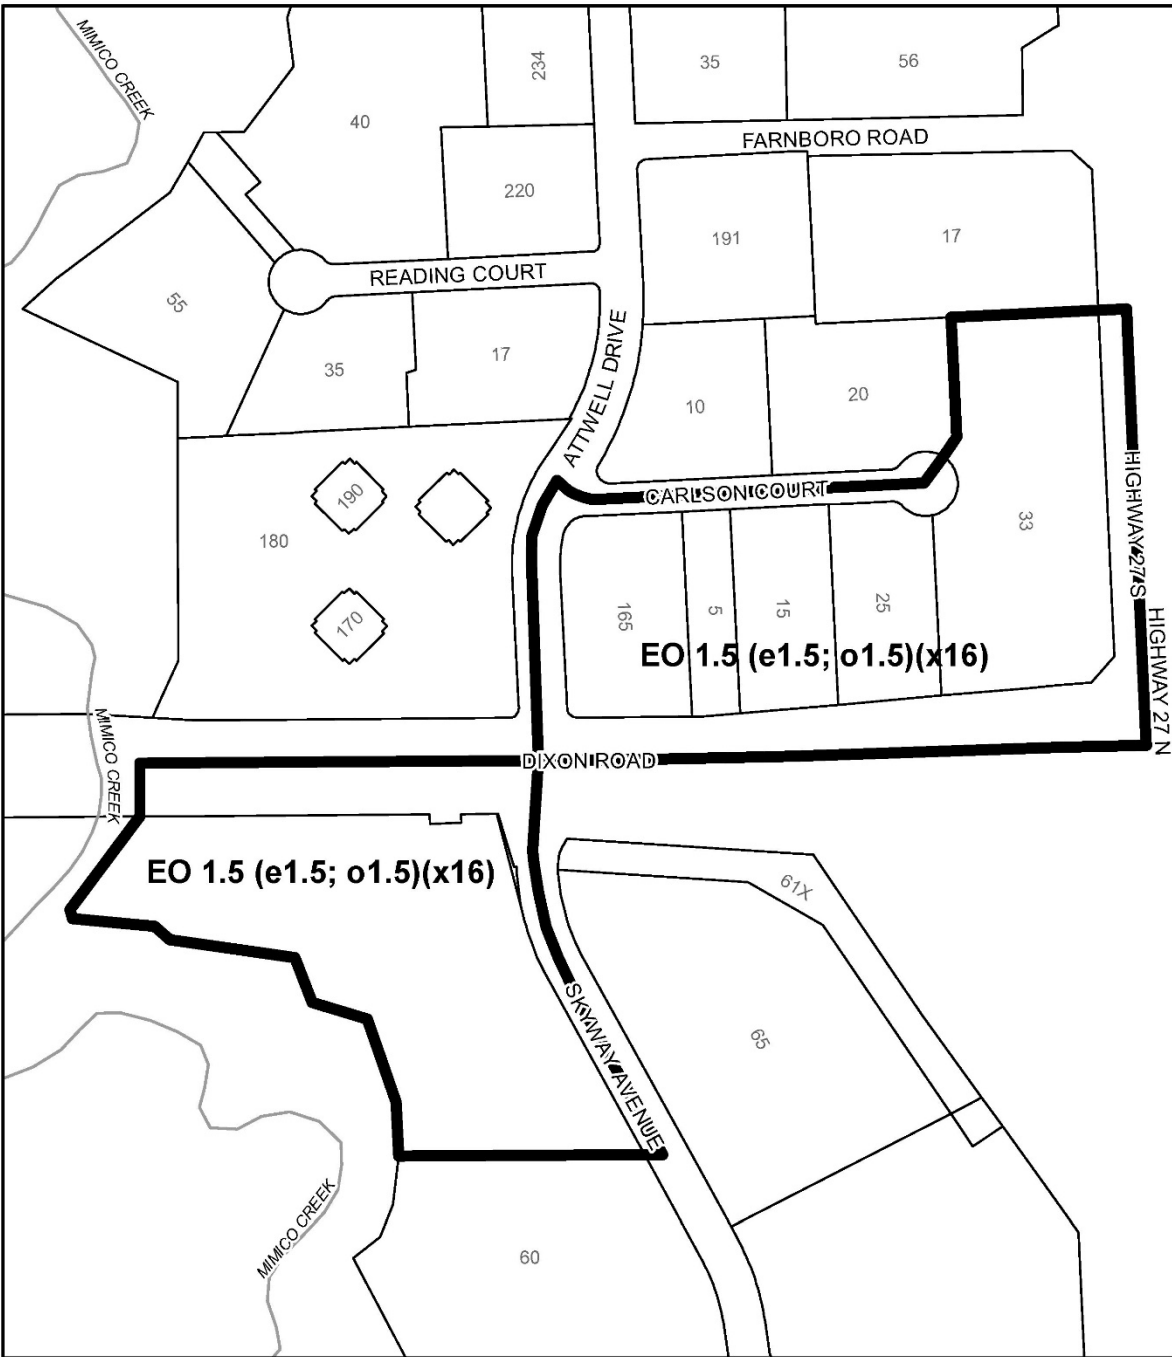 MIMICO CREEK
234
35
56
40
FARNBORO ROAD
220
191
17
READING COURT
55
35
17
ATTWELL DRIVE
10
20
190
180
CARLSON COURT
HIGHWAY 27 S
33
170
165
5
15
25
HIGHWAY 27 N
EO 1.5 (e1.5; o1.5)(x16)
MIMICO CREEK
DIXON ROAD
EO 1.5 (e1.5; o1.5)(x16)
61X
SKYWAY AVENUE
65
MIMICO CREEK
60